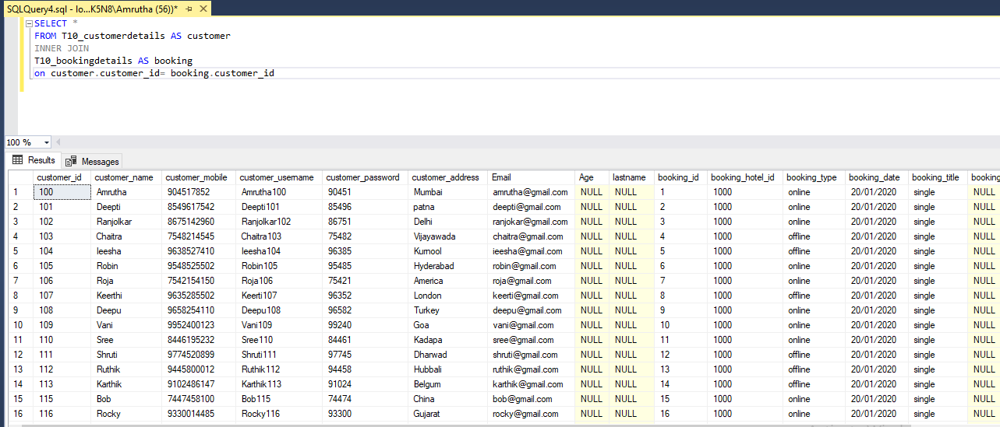 SQLQuery4.sql - lo...K5N8\Amrutha (56))*
SELECT *
FROM T10_customerdetails AS customer
INNER JOIN
T10_bookingdetails AS booking
on customer.customer_id= booking.customer_id
100 %
Results Messages
customer_id customer_name customer_mobile customer_username customer_password customer_address Email Age lastname booking_id booking_hotel_id booking_type booking_date booking_title booking
1 100 Amrutha 904517852 Amrutha100 90451 Mumbai amrutha@gmail.com NULL NULL 1 1000 online 20/01/2020 single NULL
2 101 Deepti 8549617542 Deepti101 85496 patna deepti@gmail.com NULL NULL 2 1000 online 20/01/2020 single NULL
3 102 Ranjolkar 8675142960 Ranjolkar102 86751 Delhi ranjokar@gmail.com NULL NULL 3 1000 online 20/01/2020 single NULL
4 103 Chaitra 7548214545 Chaitra103 75482 Vijayawada chaitra@gmail.com NULL NULL 4 1000 offline 20/01/2020 single NULL
5 104 Ieesha 9638527410 Ieesha104 96385 Kurnool ieesha@gmail.com NULL NULL 5 1000 offline 20/01/2020 single NULL
6 105 Robin 9548525502 Robin105 95485 Hyderabad robin@gmail.com NULL NULL 6 1000 online 20/01/2020 single NULL
7 106 Roja 7542154150 Roja106 75421 America roja@gmail.com NULL NULL 7 1000 online 20/01/2020 single NULL
8 107 Keerthi 9635285502 Keerti107 96352 London keerti@gmail.com NULL NULL 8 1000 offline 20/01/2020 single NULL
9 108 Deepu 9658254110 Deepu108 96582 Turkey deepu@gmail.com NULL NULL 9 1000 online 20/01/2020 single NULL
10 109 Vani 9952400123 Vani109 99240 Goa vani@gmail.com NULL NULL 10 1000 online 20/01/2020 single NULL
11 110 Sree 8446195232 Sree110 84461 Kadapa sree@gmail.com NULL NULL 11 1000 online 20/01/2020 single NULL
12 111 Shruti 9774520899 Shruti111 97745 Dharwad shruti@gmail.com NULL NULL 12 1000 offline 20/01/2020 single NULL
13 112 Ruthik 9445800012 Ruthik112 94458 Hubbali ruthik@gmail.com NULL NULL 13 1000 offline 20/01/2020 single NULL
14 113 Karthik 9102486147 Karthik113 91024 Belgum karthik@gmail.com NULL NULL 14 1000 offline 20/01/2020 single NULL
15 115 Bob 7447458100 Bob115 74474 China bob@gmail.com NULL NULL 15 1000 online 20/01/2020 single NULL
16 116 Rocky 9330014485 Rocky116 93300 Gujarat rocky@gmail.com NULL NULL 16 1000 online 20/01/2020 single NULL